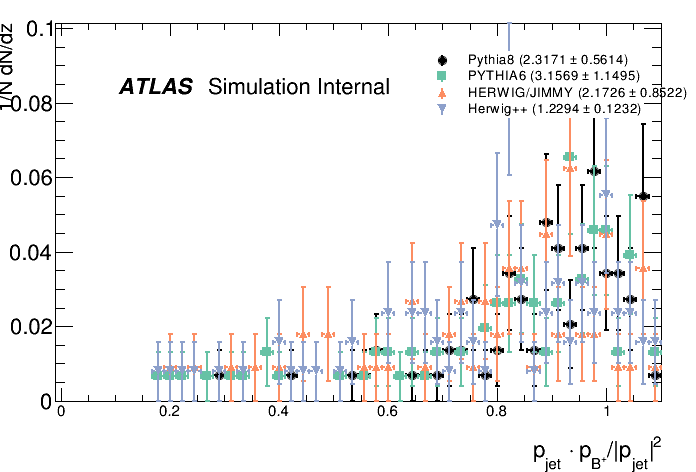 0.1
1/N dN/dz
Pythia8 (2.3171 ± 0.5614)
PYTHIA6 (3.1569 ± 1.1495)
HERWIG/JIMMY (2.1726 ± 0.8522)
Herwig++ (1.2294 ± 0.1232)
ATLAS Simulation Internal
0.08
0.06
0.04
0.02
0
0 0.2 0.4 0.6 0.8 1
p_jet · p_B⁺/|p_jet|²